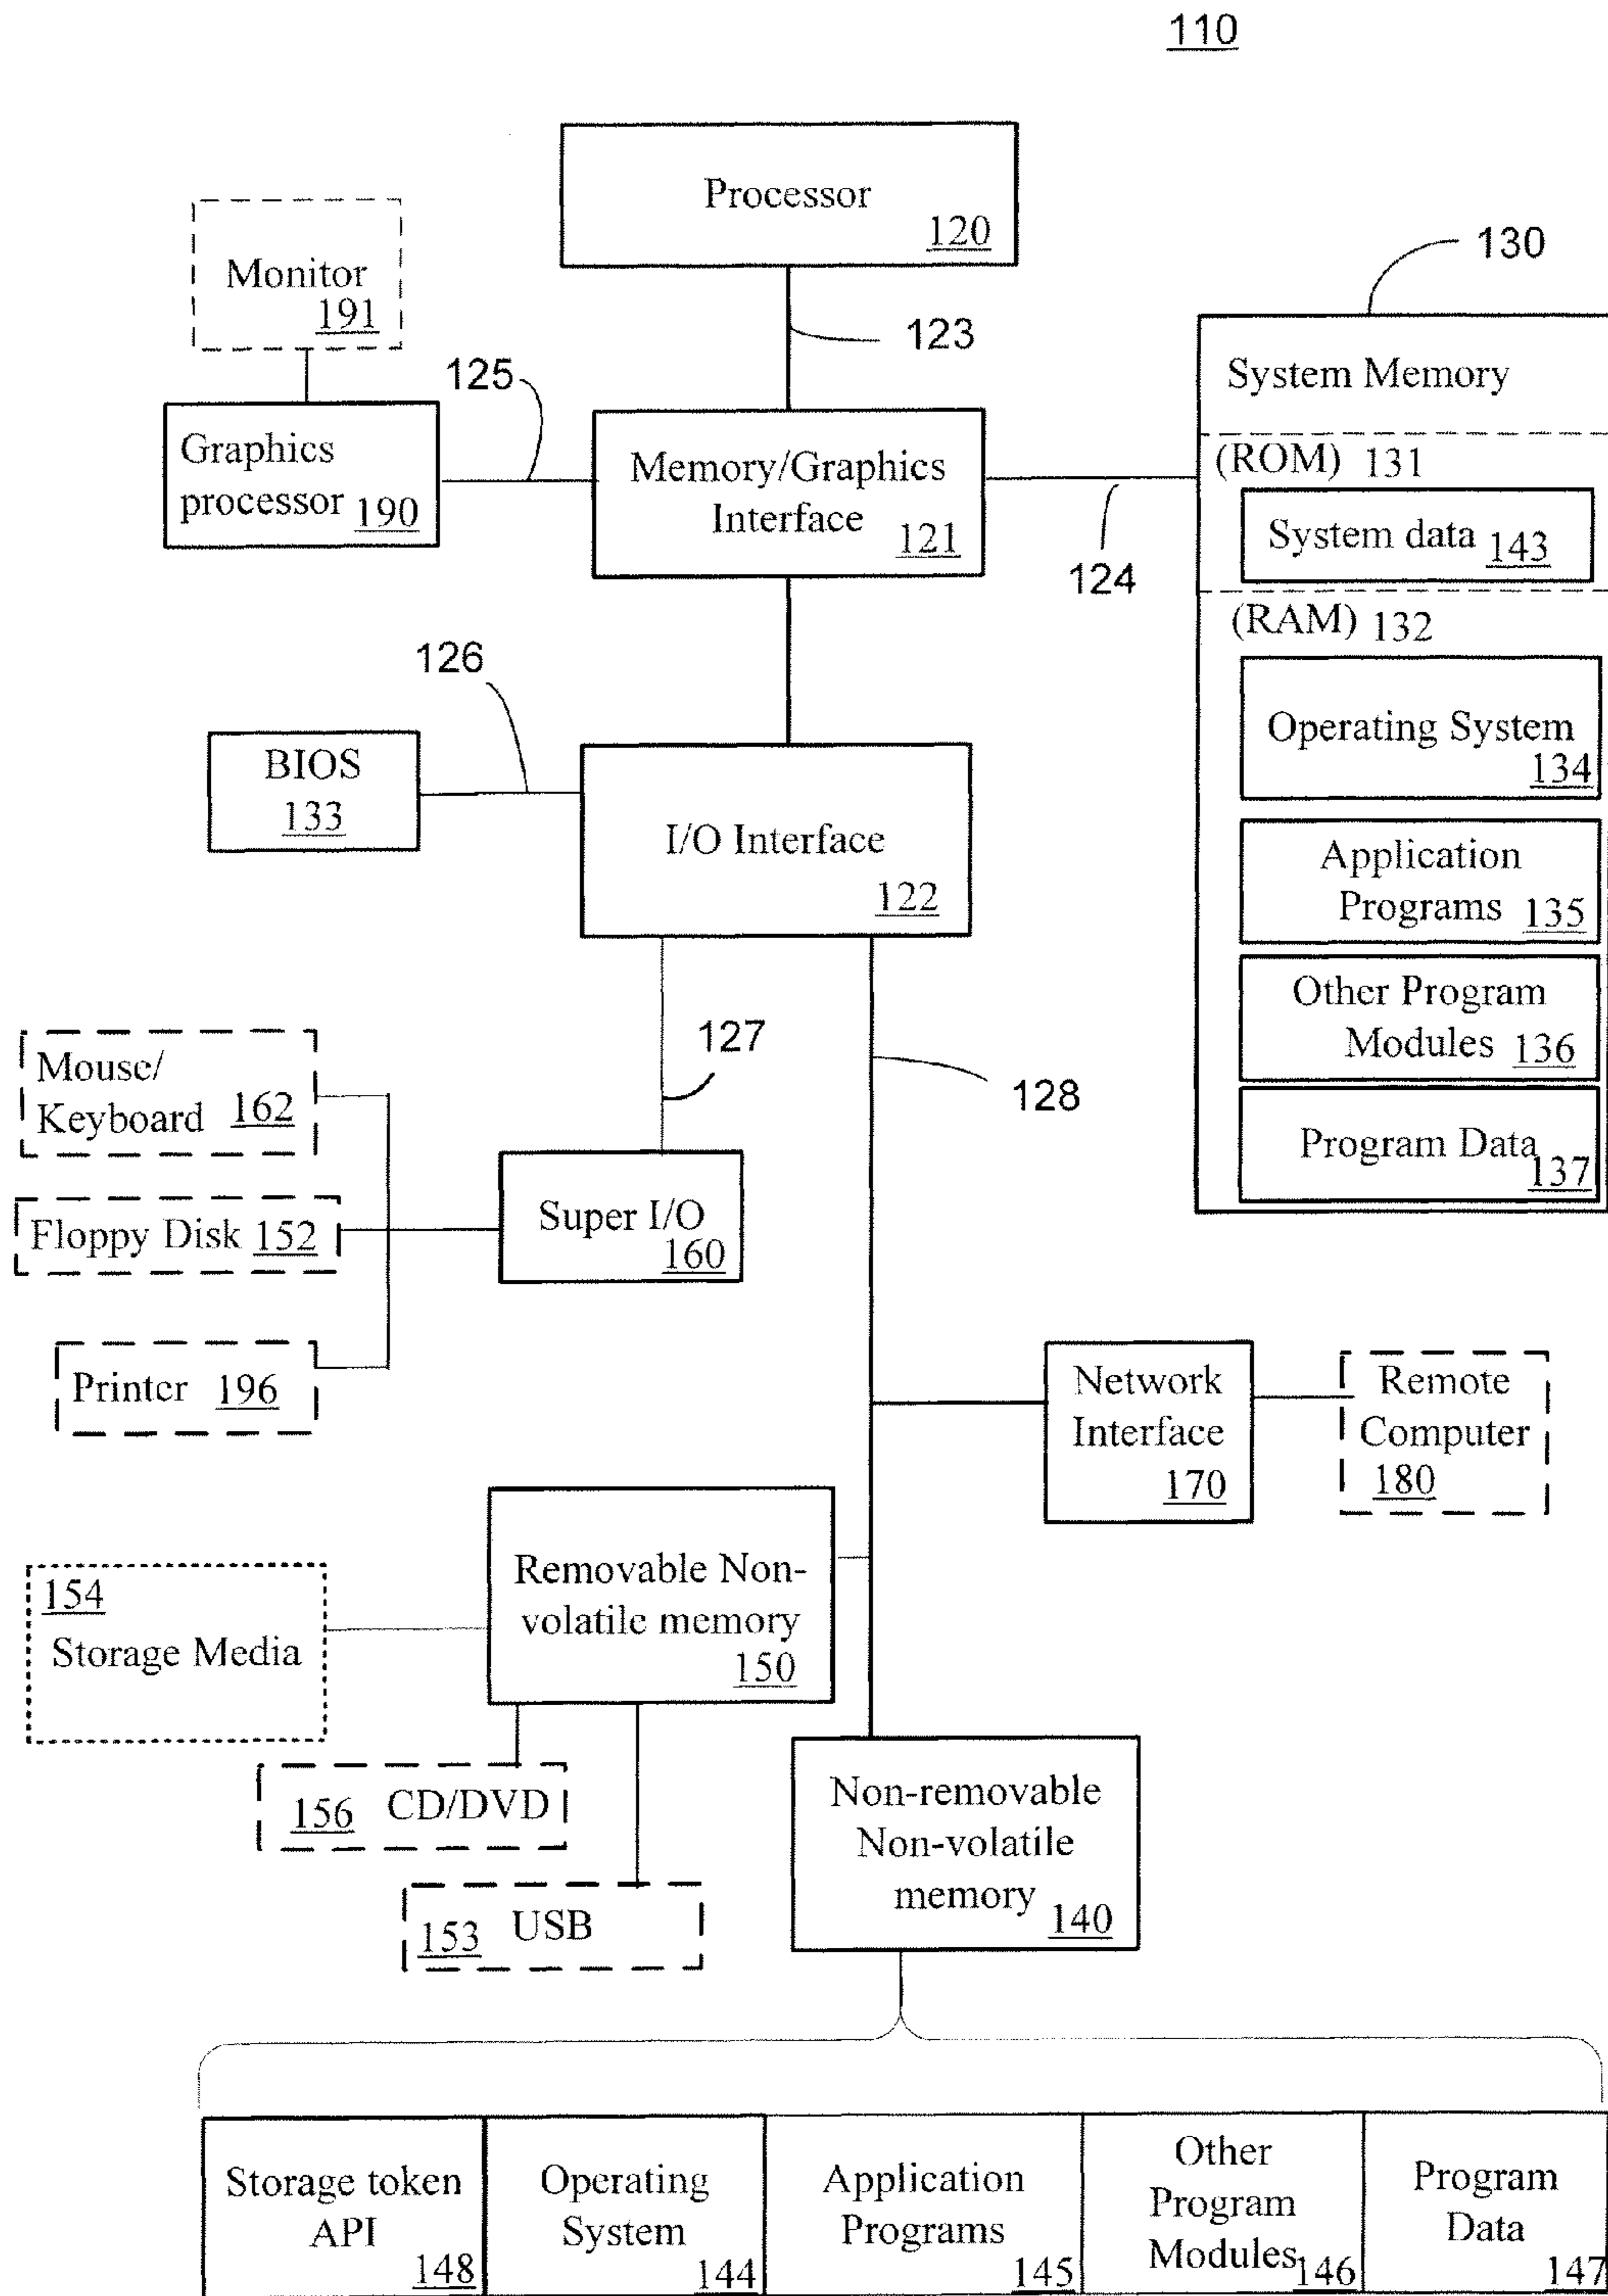 110
Processor
120
130
Monitor
191
123
125
System Memory
Graphics
processor 190
Memory/Graphics
Interface
121
(ROM) 131
System data 143
124
(RAM) 132
126
Operating System
134
BIOS
133
I/O Interface
122
Application
Programs 135
Other Program
Modules 136
127
128
Mouse/
Keyboard 162
Program Data
137
Super I/O
160
Floppy Disk 152
Printer 196
Network
Interface
170
Remote
Computer
180
Removable Non-
volatile memory
150
154
Storage Media
156 CD/DVD
Non-removable
Non-volatile
memory
140
153 USB
Storage token
API
148
Operating
System
144
Application
Programs
145
Other
Program
Modules
146
Program
Data
147